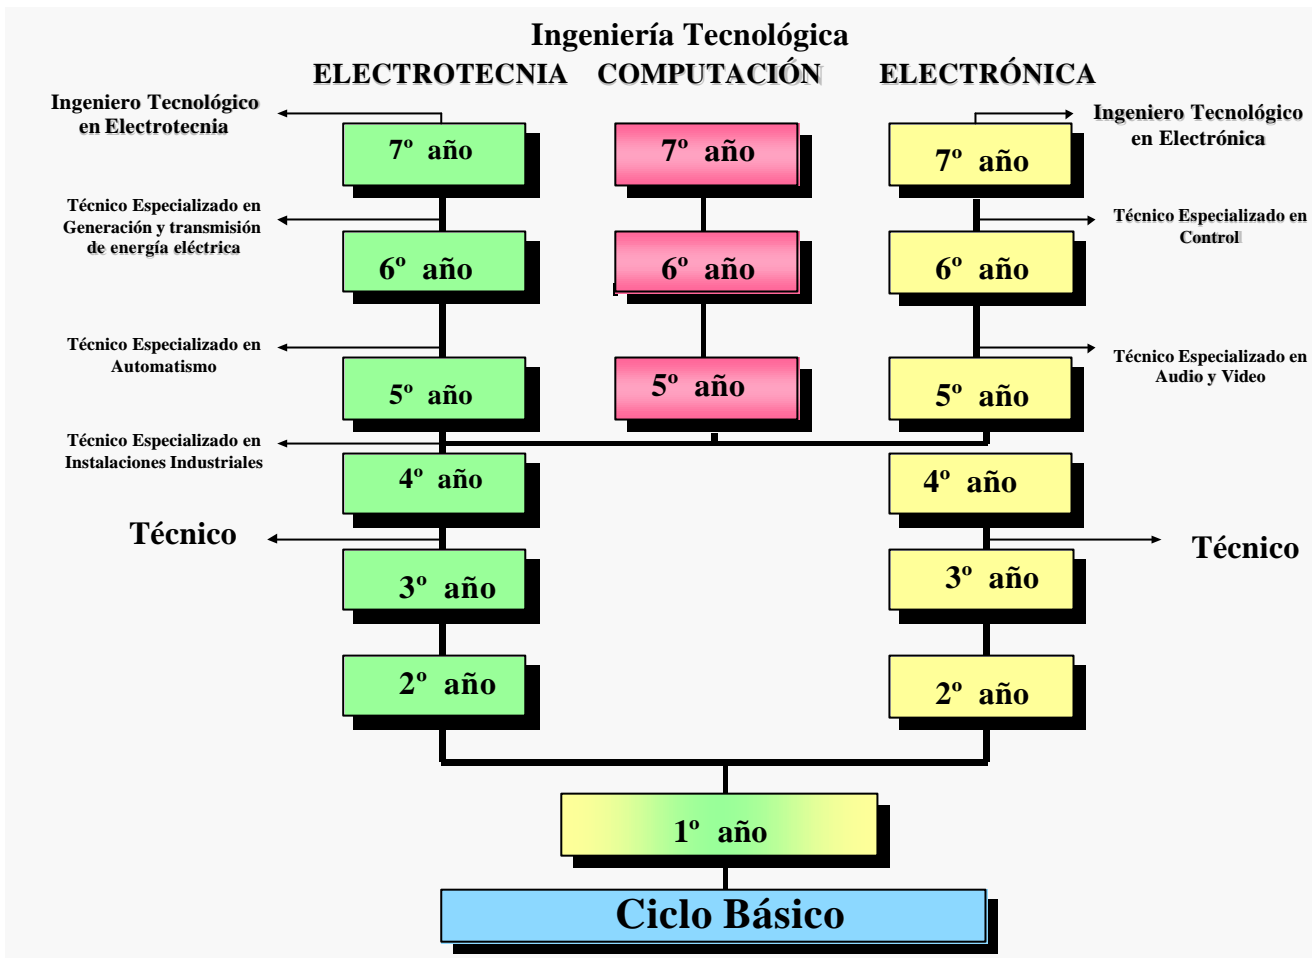 Ingeniería Tecnológica
ELECTROTECNIA COMPUTACIÓN ELECTRÓNICA
Ingeniero Tecnológico
en Electrotecnia
Ingeniero Tecnológico
en Electrónica
7º año
7º año
7º año
Técnico Especializado en
Generación y transmisión
de energía eléctrica
Técnico Especializado en
Control
6º año
6º año
6º año
Técnico Especializado en
Automatismo
Técnico Especializado en
Audio y Video
5º año
5º año
5º año
Técnico Especializado en
Instalaciones Industriales
4º año
4º año
Técnico
Técnico
3º año
3º año
2º año
2º año
1º año
Ciclo Básico